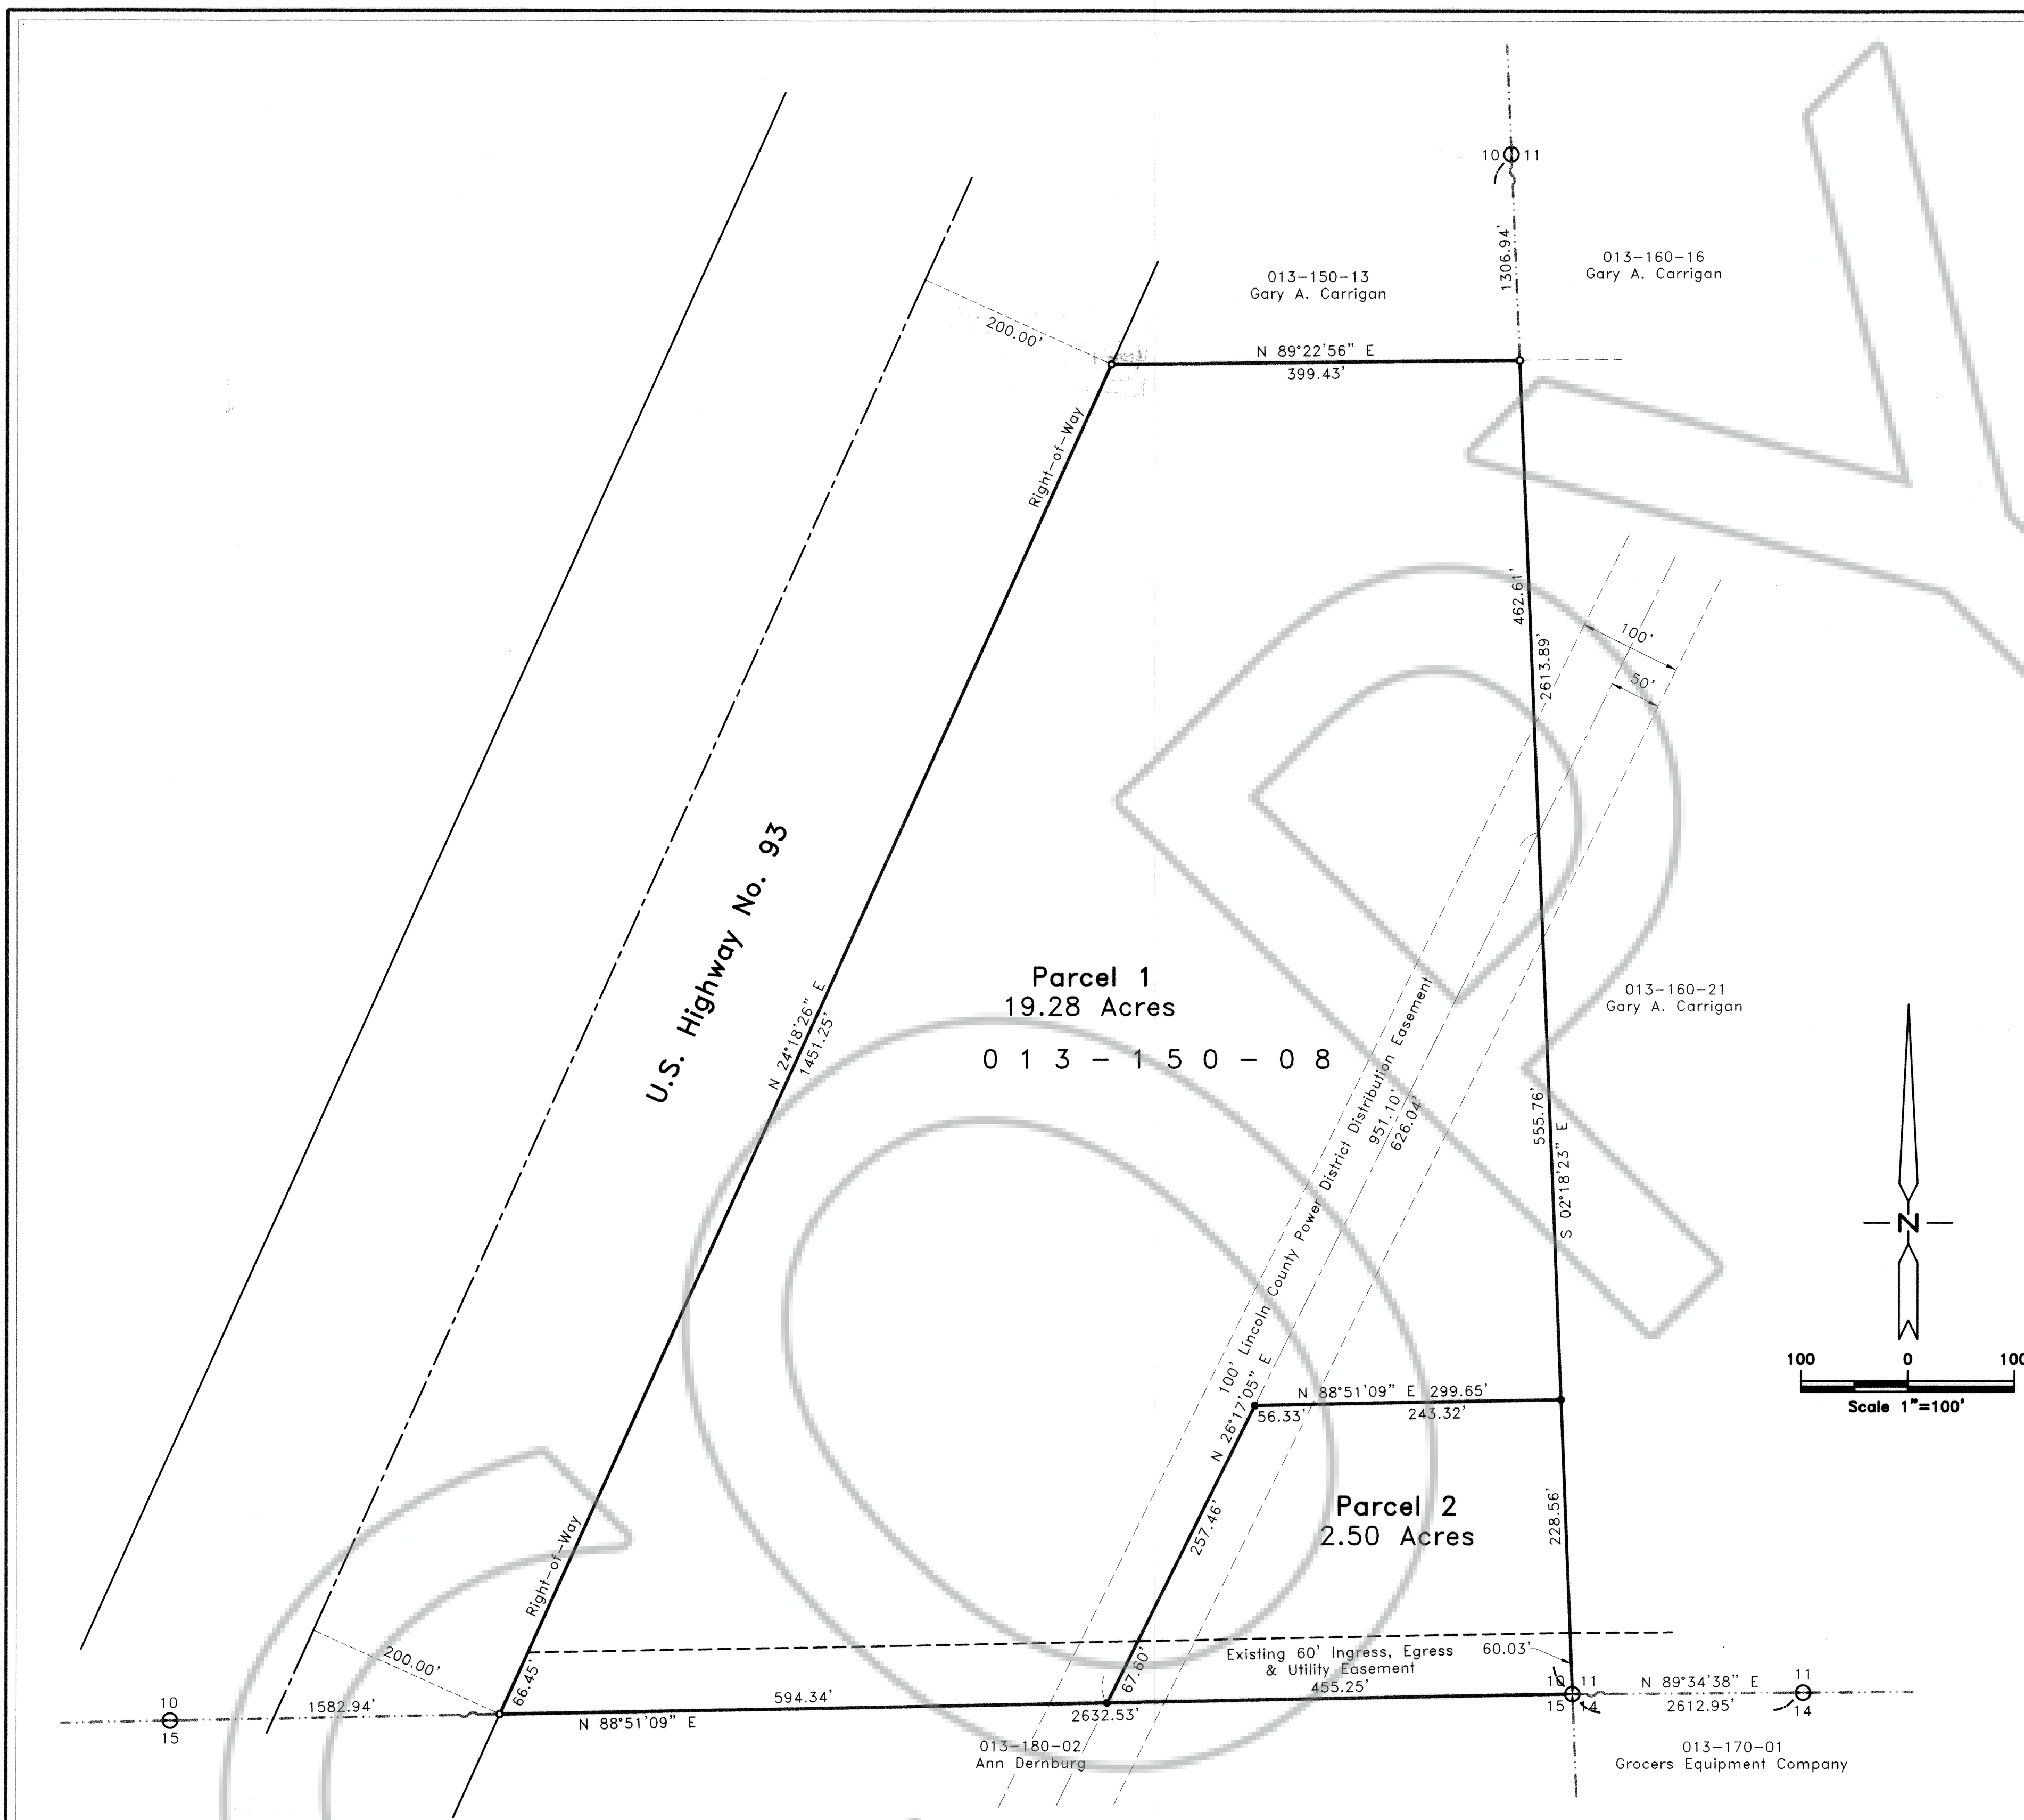 10 11
1306.94'
013-160-16
Gary A. Carrigan
013-150-13
Gary A. Carrigan
200.00'
N 89°22'56" E
399.43'
Right-of-Way
462.61'
2613.89'
100'
50'
U.S. Highway No. 93
N 24°18'26" E
1451.25'
Parcel 1
19.28 Acres
013-150-08
013-160-21
Gary A. Carrigan
100' Lincoln County Power District Distribution Easement
951.10'
626.04'
555.76'
S 02°18'23" E
N
100 0 100
Scale 1"=100'
N 26°17'05" E
N 88°51'09" E 299.65'
56.33'
243.32'
257.46'
Parcel 2
2.50 Acres
228.56'
Right-of-Way
200.00'
66.45'
67.60'
Existing 60' Ingress, Egress
& Utility Easement
60.03'
10
15
1582.94'
594.34'
455.25'
N 88°51'09" E
2632.53'
10 11
15 14
N 89°34'38" E
2612.95'
11
14
013-180-02
Ann Dernburg
013-170-01
Grocers Equipment Company
COPY